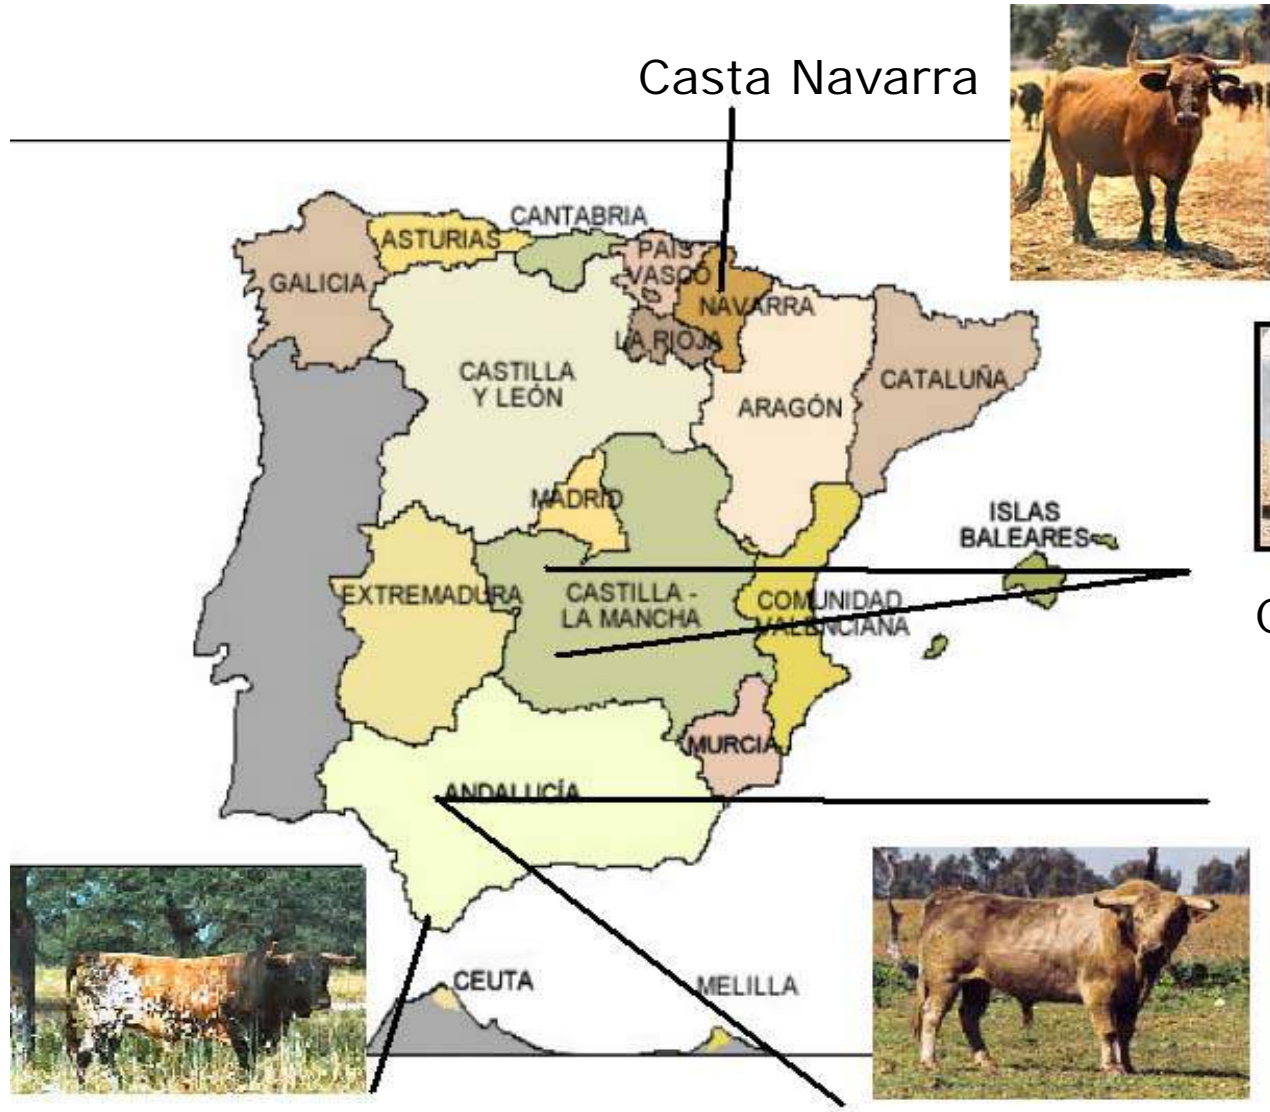 Casta Navarra
CANTABRIA
ASTURIAS
PAÍS
VASCO
GALICIA
NAVARRA
LA RIOJA
CASTILLA
Y LEÓN
CATALUÑA
ARAGÓN
MADRID
ISLAS
BALEARES
EXTREMADURA
CASTILLA -
LA MANCHA
COMUNIDAD
VALENCIANA
MURCIA
ANDALUCÍA
CEUTA
MELILLA